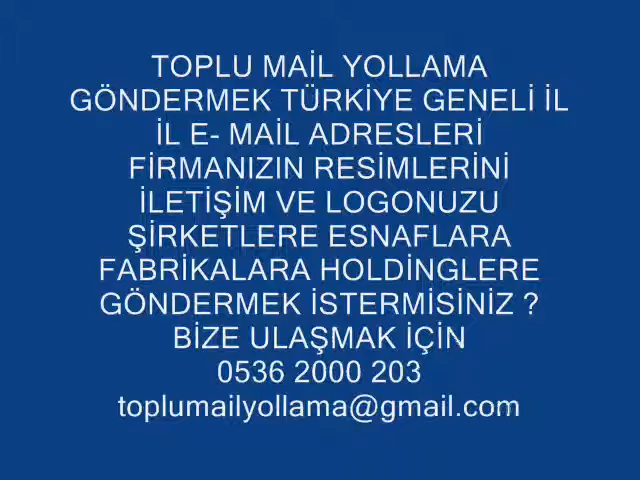 TOPLU MAİL YOLLAMA
GÖNDERMEK TÜRKİYE GENELİ İL
İL E- MAİL ADRESLERİ
FİRMANIZIN RESİMLERİNİ
İLETİŞİM VE LOGONUZU
ŞİRKETLERE ESNAFLARA
FABRİKALARA HOLDİNGLERE
GÖNDERMEK İSTERMİSİNİZ ?
BİZE ULAŞMAK İÇİN
0536 2000 203
toplumailyollama@gmail.com